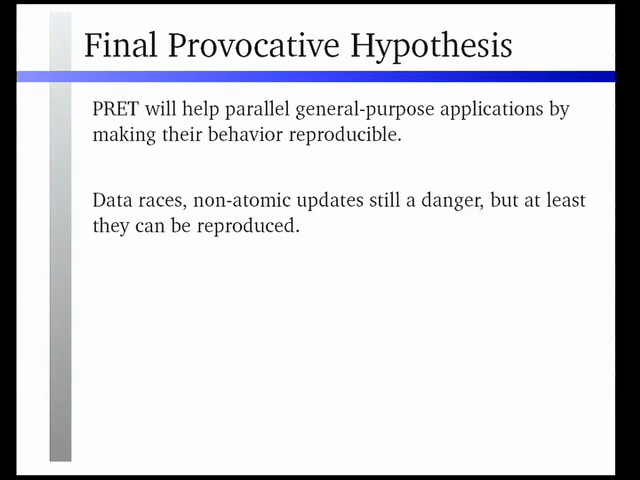 Final Provocative Hypothesis
PRET will help parallel general-purpose applications by
making their behavior reproducible.
Data races, non-atomic updates still a danger, but at least
they can be reproduced.